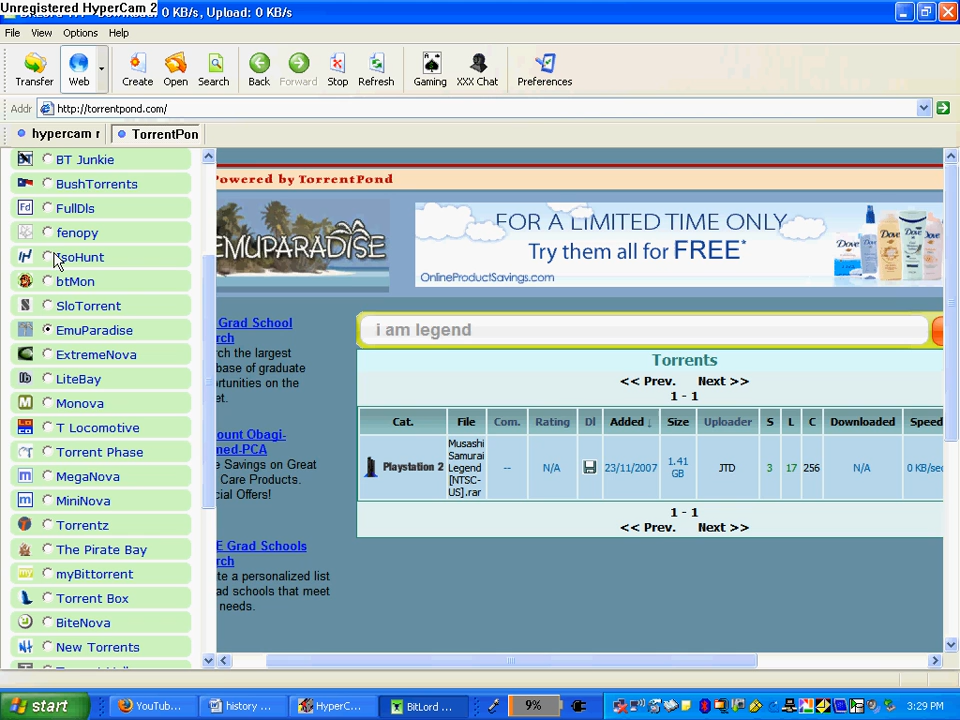 Unregistered HyperCam 2
KB/s, Upload: 0 KB/s
File View Options Help
Transfer Web Create Open Search Back Forward Stop Refresh Gaming XXX Chat Preferences
Addr http://torrentpond.com/
hypercam r TorrentPon
BT Junkie
BushTorrents
FullDls
fenopy
IsoHunt
btMon
SloTorrent
EmuParadise
ExtremeNova
LiteBay
Monova
T Locomotive
Torrent Phase
MegaNova
MiniNova
Torrentz
The Pirate Bay
myBittorrent
Torrent Box
BiteNova
New Torrents
Powered by TorrentPond
EMUPARADISE
FOR A LIMITED TIME ONLY
Try them all for FREE*
OnlineProductSavings.com
Dove Dove
Grad School
rch
rch the largest
base of graduate
ortunities on the
et.
ount Obagi-
ned-PCA
e Savings on Great
Care Products.
cial Offers!
E Grad Schools
rch
te a personalized list
ad schools that meet
needs.
i am legend
Torrents
<< Prev. Next >>
1 - 1
Cat. File Com. Rating Dl Added ↓ Size Uploader S L C Downloaded Speed
Playstation 2 Musashi Samurai Legend [NTSC-US].rar -- N/A 23/11/2007 1.41 GB JTD 3 17 256 N/A 0 KB/sec
1 - 1
<< Prev. Next >>
start YouTub... history ... HyperC... BitLord ... 9% 3:29 PM